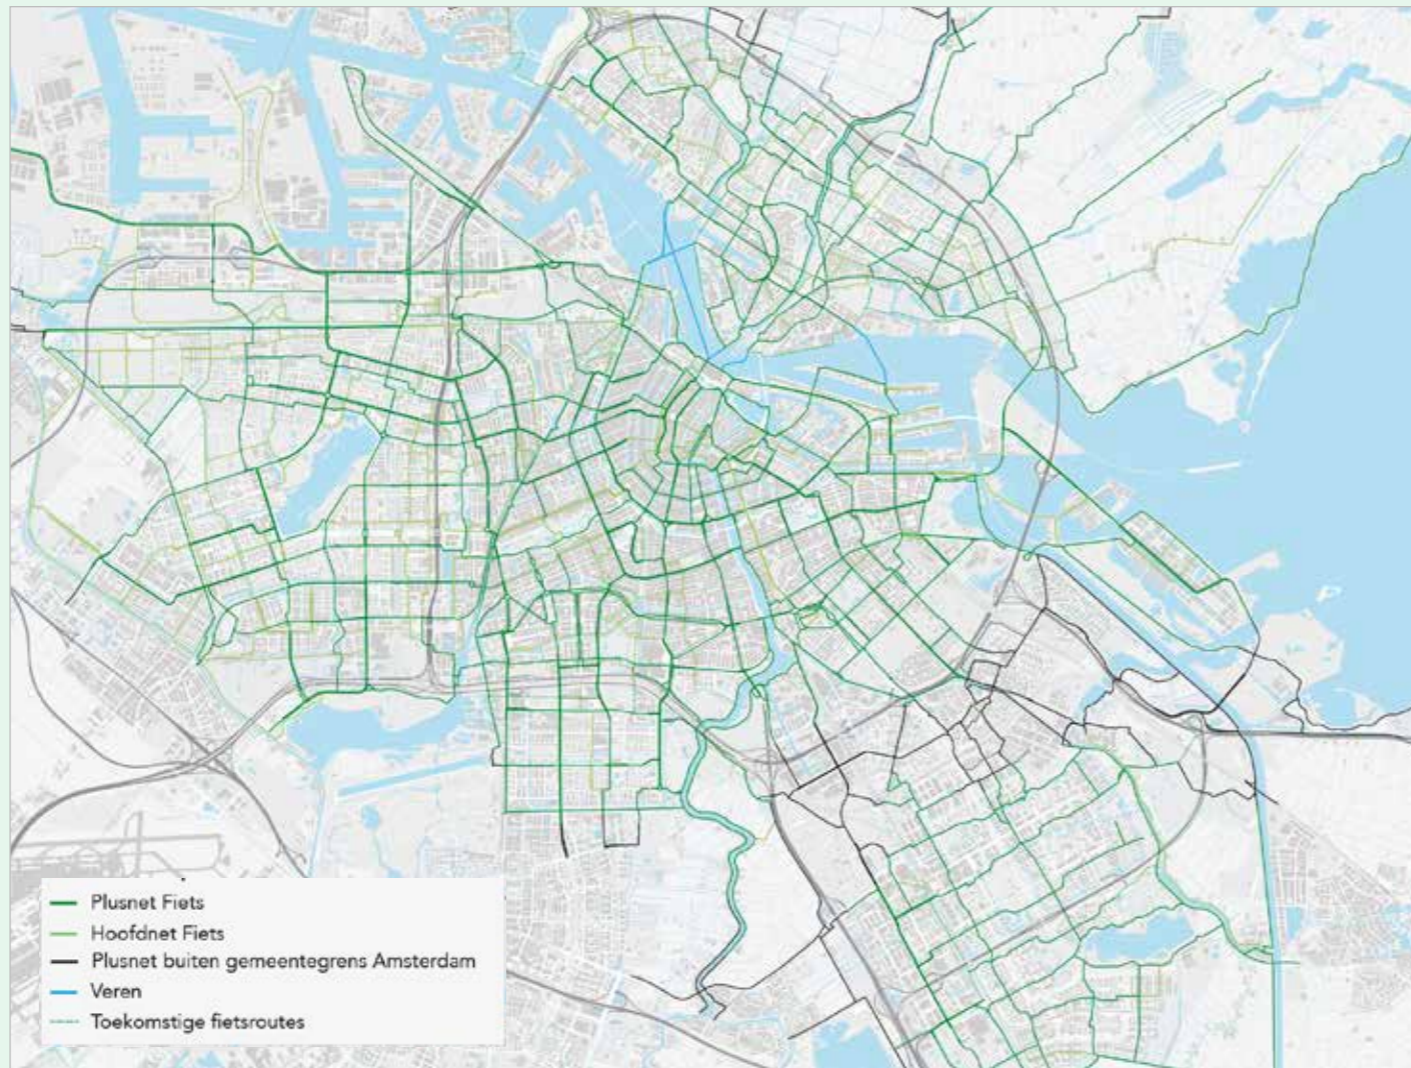 Plusnet Fiets
Hoofdnet Fiets
Plusnet buiten gemeentegrens Amsterdam
Veren
Toekomstige fietsroutes